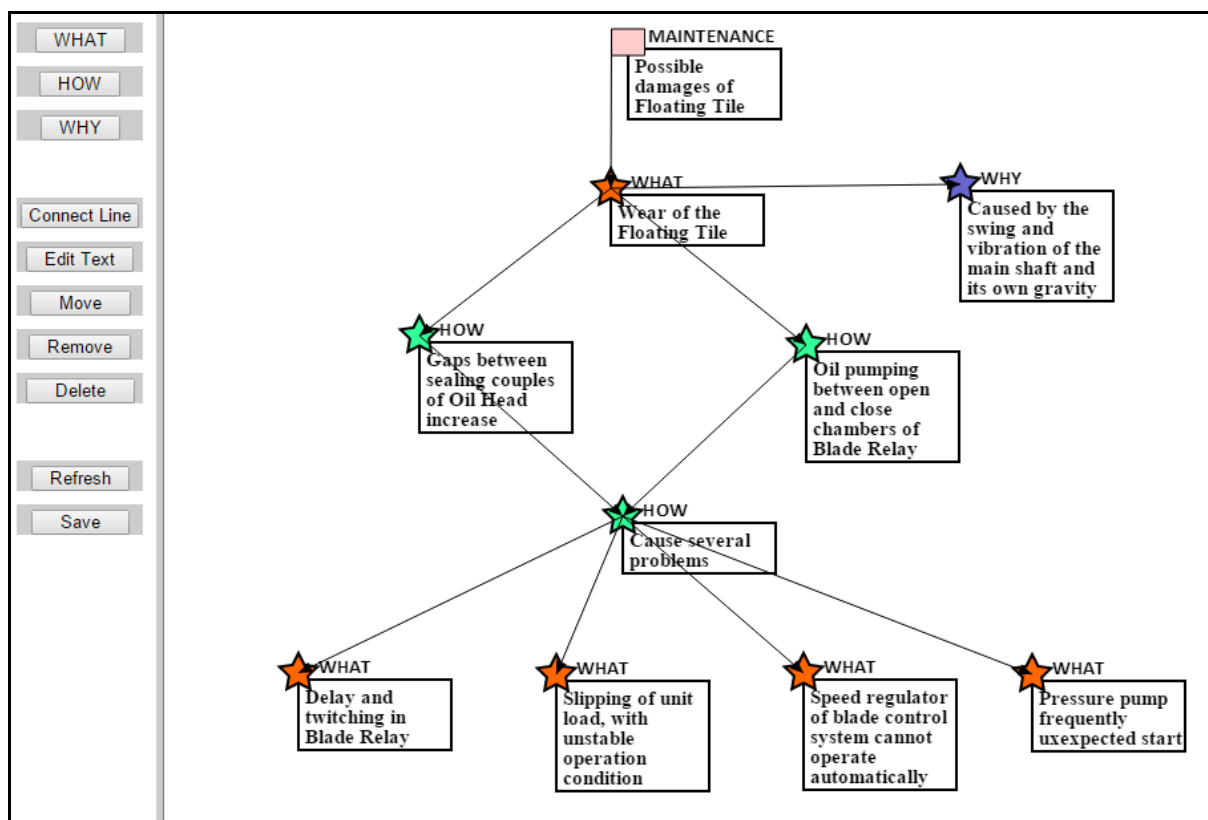 WHAT
HOW
WHY
Connect Line
Edit Text
Move
Remove
Delete
Refresh
Save
MAINTENANCE
Possible
damages of
Floating Tile
WHAT
Wear of the
Floating Tile
WHY
Caused by the
swing and
vibration of the
main shaft and
its own gravity
HOW
Gaps between
sealing couples
of Oil Head
increase
HOW
Oil pumping
between open
and close
chambers of
Blade Relay
HOW
Cause several
problems
WHAT
Delay and
twitching in
Blade Relay
WHAT
Slipping of unit
load, with
unstable
operation
condition
WHAT
Speed regulator
of blade control
system cannot
operate
automatically
WHAT
Pressure pump
frequently
uxexpected start